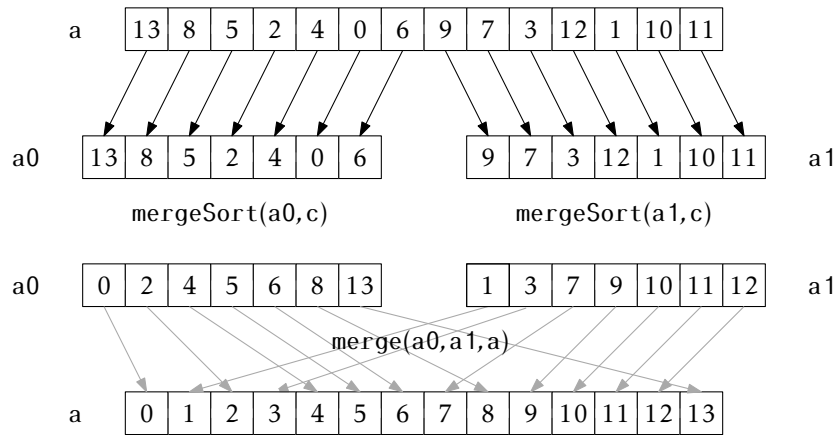 a 13 8 5 2 4 0 6 9 7 3 12 1 10 11
a0 13 8 5 2 4 0 6 9 7 3 12 1 10 11 a1
mergeSort(a0,c) mergeSort(a1,c)
a0 0 2 4 5 6 8 13 1 3 7 9 10 11 12 a1
merge(a0,a1,a)
a 0 1 2 3 4 5 6 7 8 9 10 11 12 13